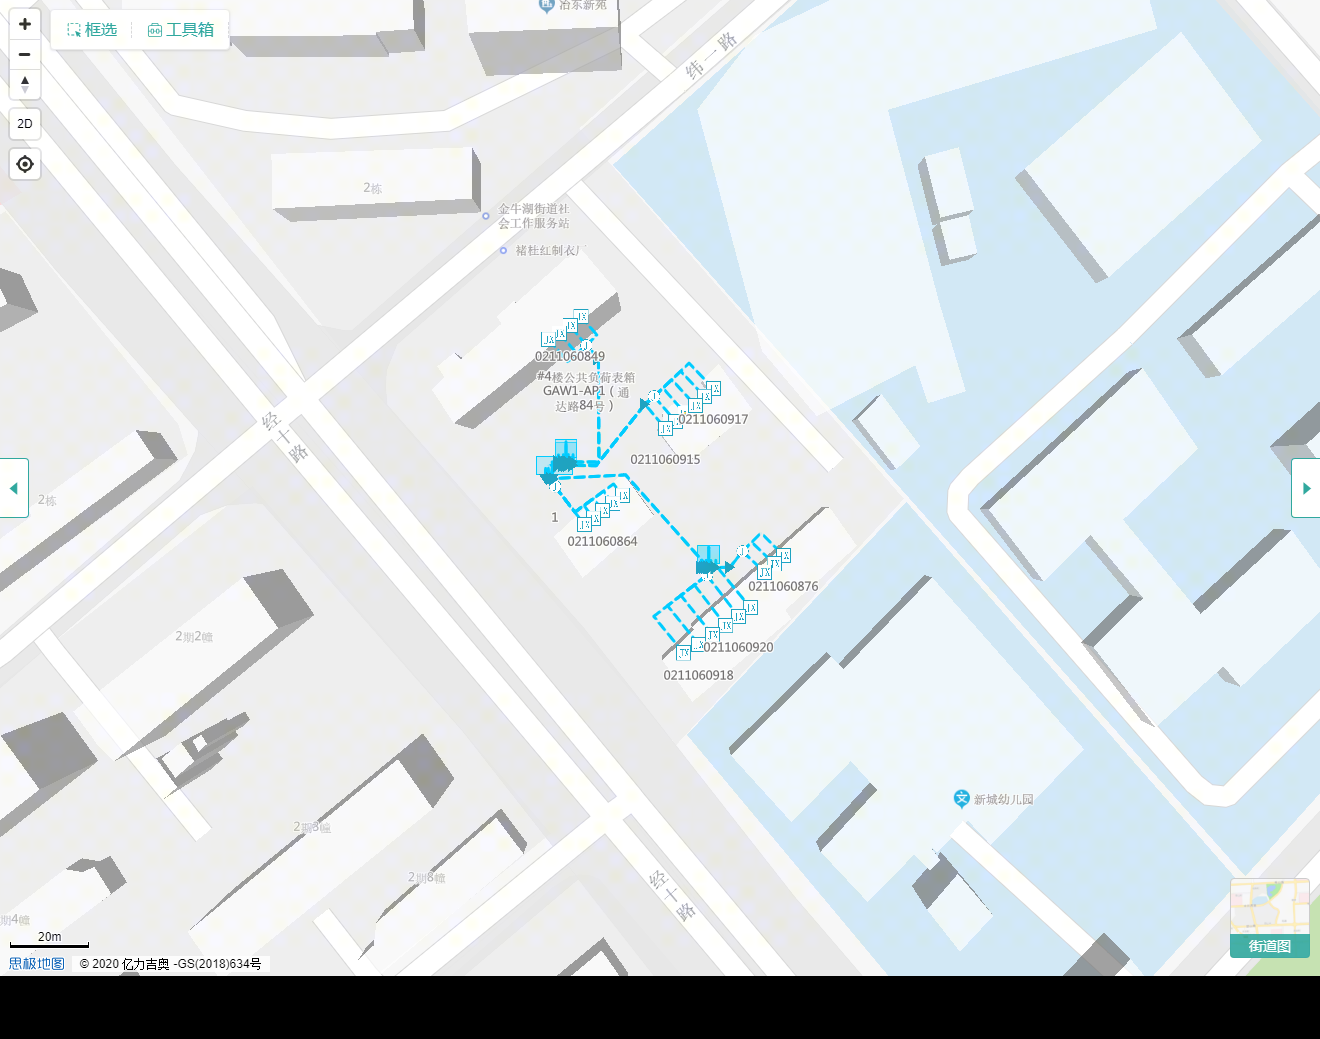 框选
工具箱
2D
冶东新苑
纬一路
2栋
金牛湖街道社
会工作服务站
褚桂红制衣厂
0211060849
#4楼公共负荷表箱
GAW1-AP1（通
达路84号）
0211060917
0211060915
经十路
2栋
1
0211060864
0211060876
0211060920
0211060918
2期2幢
2期3幢
新城幼儿园
2期8幢
经十路
期4幢
20m
思极地图
© 2020 亿力吉奥 -GS(2018)634号
街道图